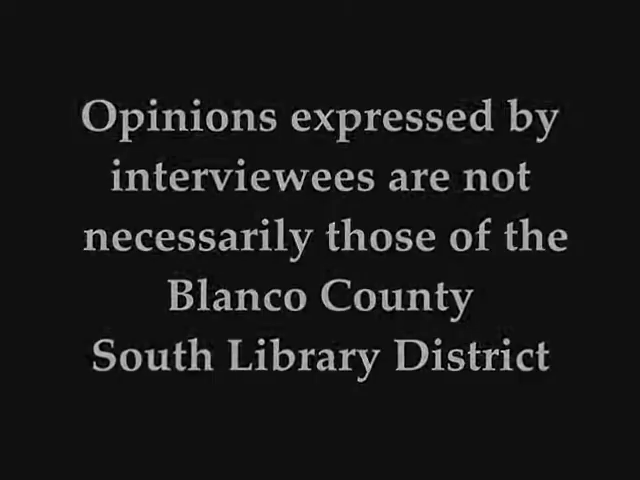 Opinions expressed by
interviewees are not
necessarily those of the
Blanco County
South Library District